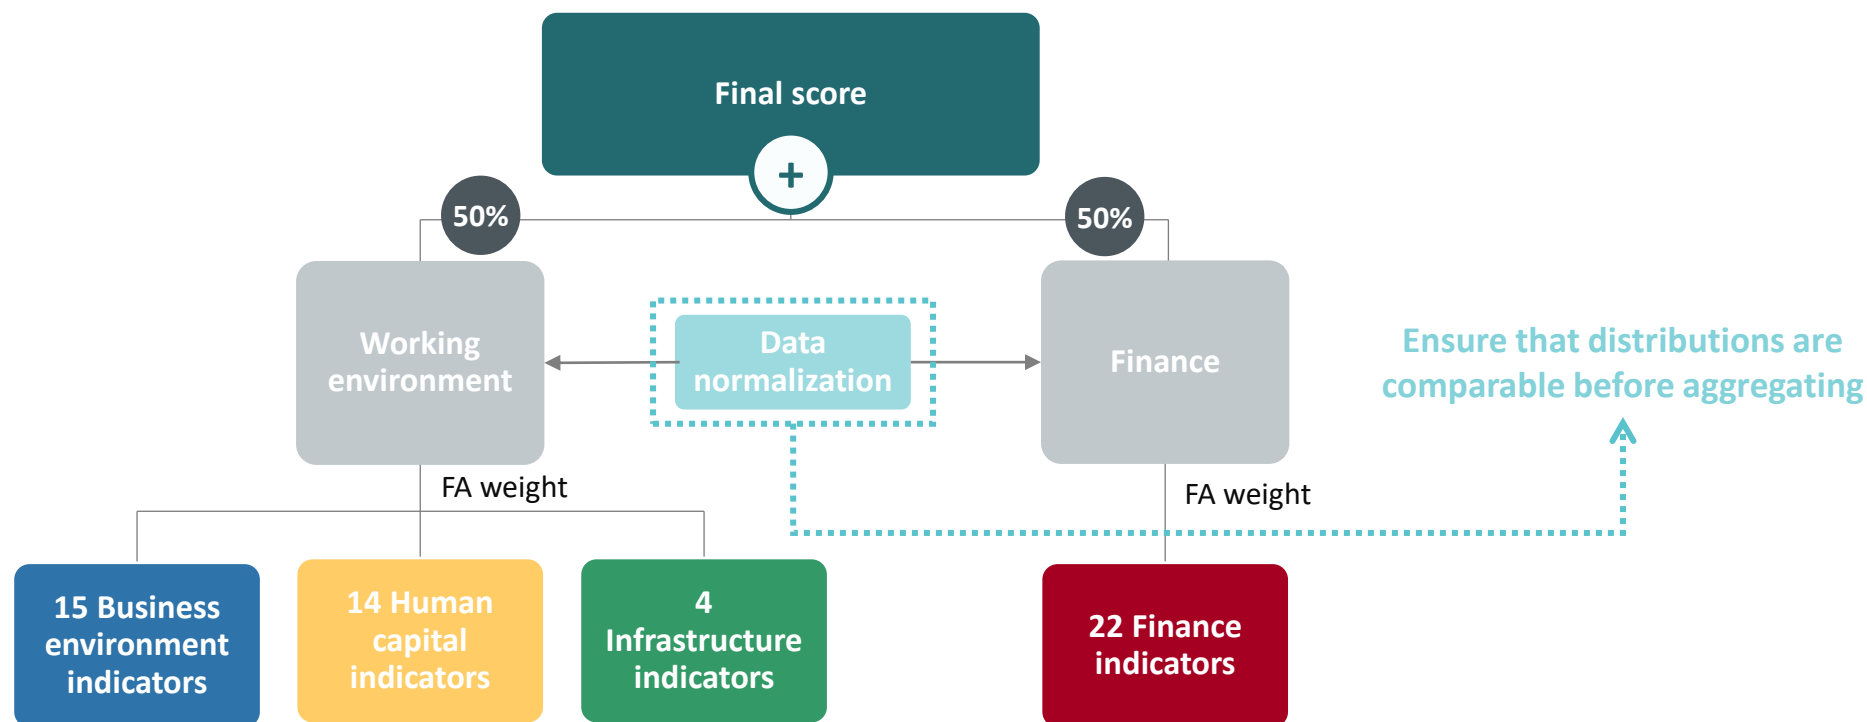 Final score
+
50%
50%
Working
environment
Data
normalization
Finance
Ensure that distributions are
comparable before aggregating
FA weight
FA weight
15 Business
environment
indicators
14 Human
capital
indicators
4
Infrastructure
indicators
22 Finance
indicators